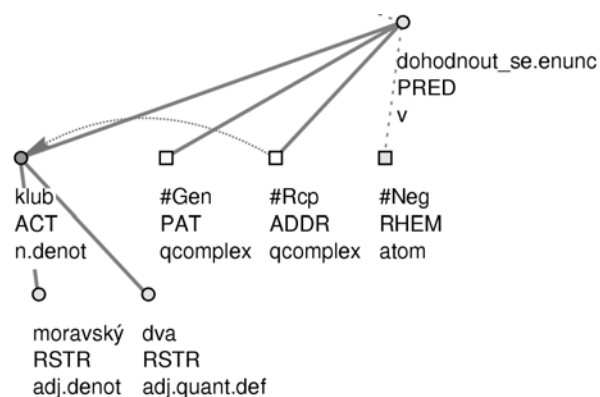 dohodnout_se.enunc
PRED
v
klub #Gen #Rcp #Neg
ACT PAT ADDR RHEM
n.denot qcomplex qcomplex atom
moravský dva
RSTR RSTR
adj.denot adj.quant.def